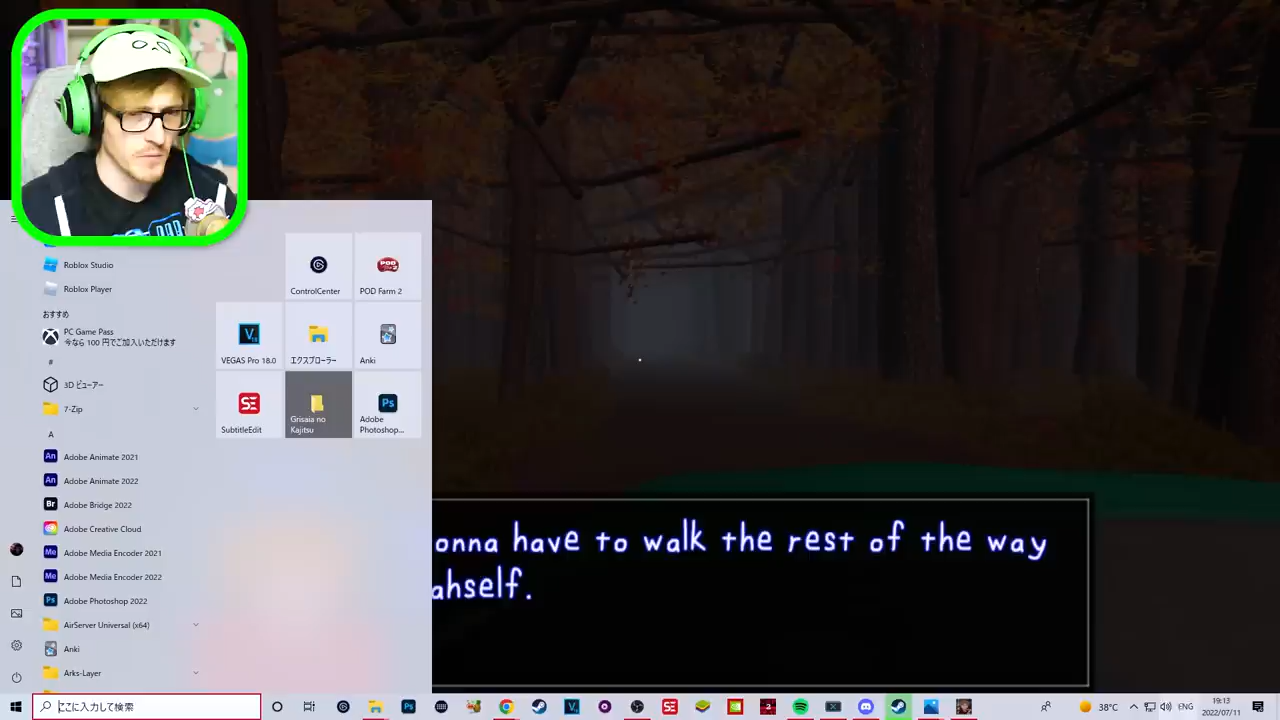 Roblox Studio
Roblox Player
おすすめ
PC Game Pass
今なら 100 円でご加入いただけます
#
3D ビューアー
7-Zip
A
Adobe Animate 2021
Adobe Animate 2022
Adobe Bridge 2022
Adobe Creative Cloud
Adobe Media Encoder 2021
Adobe Media Encoder 2022
Adobe Photoshop 2022
AirServer Universal (x64)
Anki
Arks-Layer
ControlCenter
POD Farm 2
VEGAS Pro 18.0
エクスプローラー
Anki
SubtitleEdit
Grisaia no
Kajitsu
Adobe
Photoshop...
onna have to walk the rest of the way
ahself.
ここに入力して検索
38°C
ENG
19:13
2022/07/11